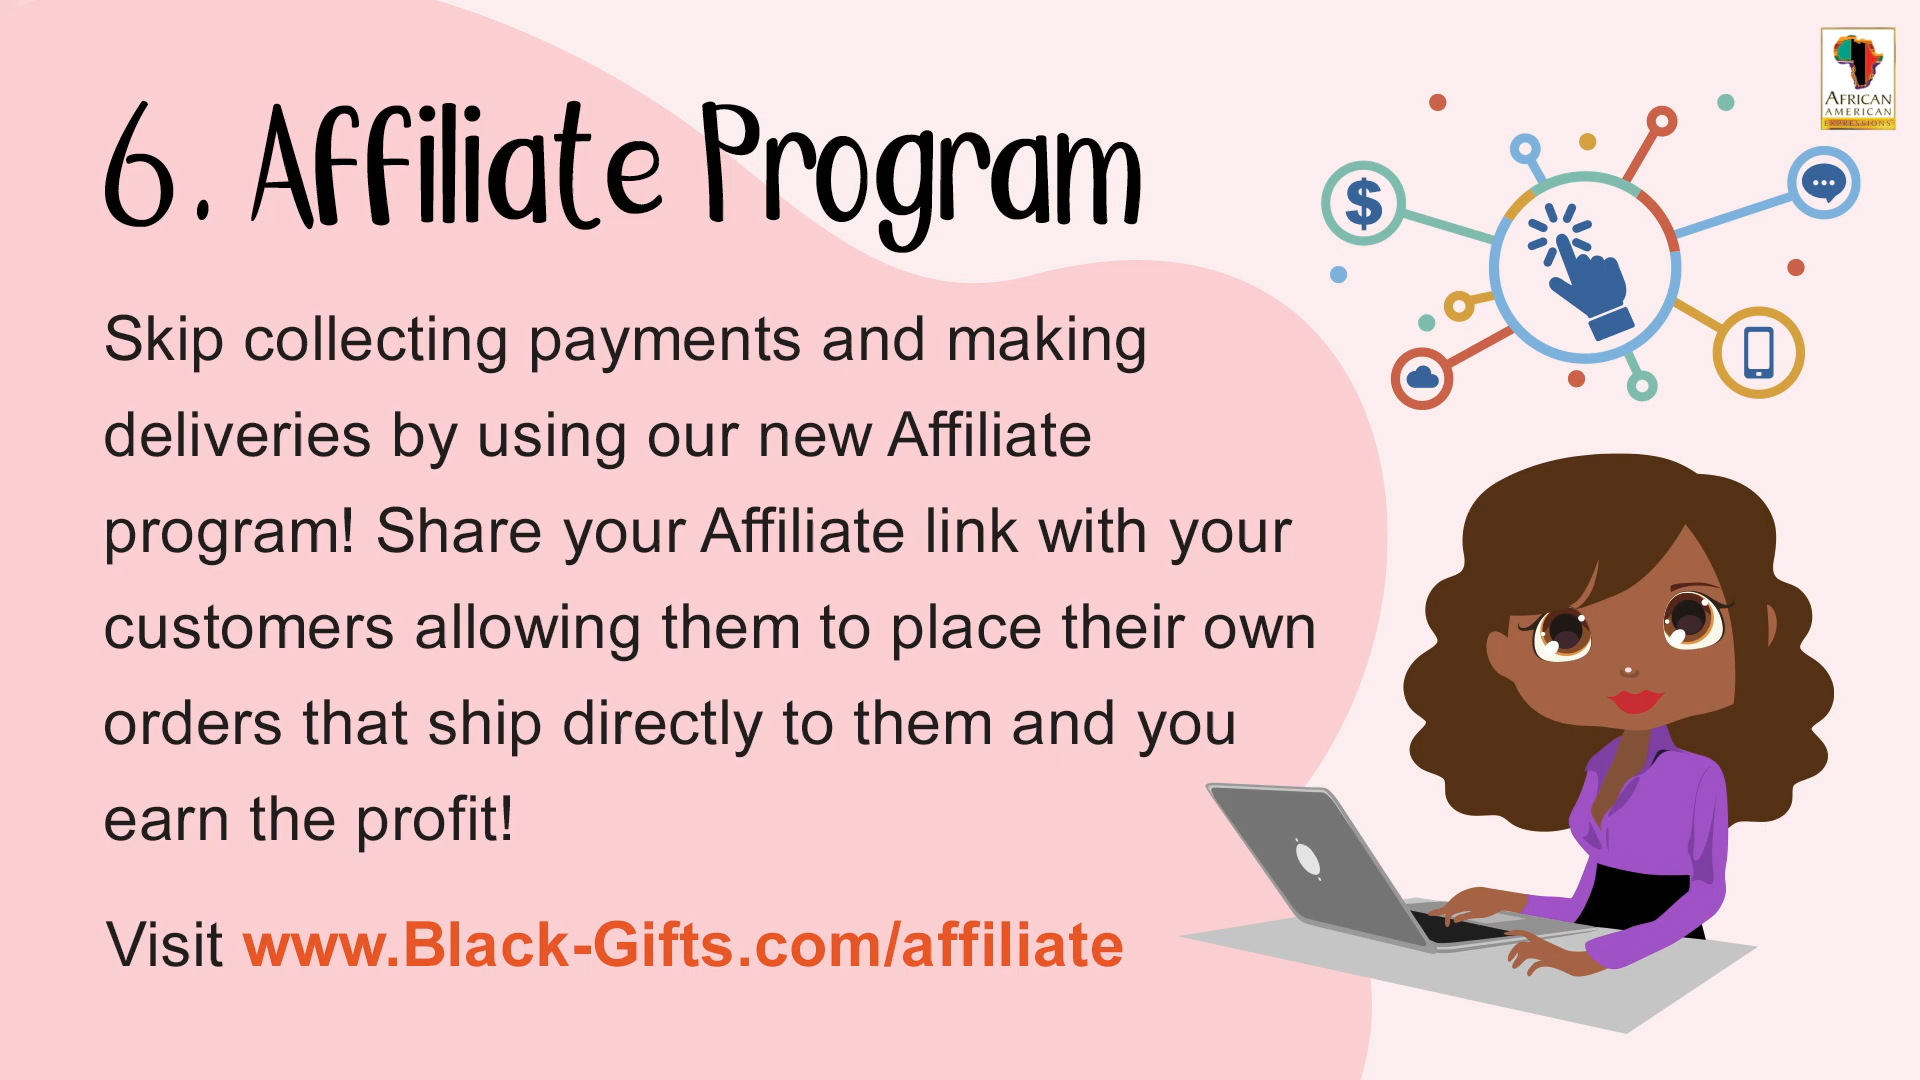 AFRICAN
AMERICAN
EXPRESSIONS
6. Affiliate Program
$
Skip collecting payments and making
deliveries by using our new Affiliate
program! Share your Affiliate link with your
customers allowing them to place their own
orders that ship directly to them and you
earn the profit!
Visit www.Black-Gifts.com/affiliate